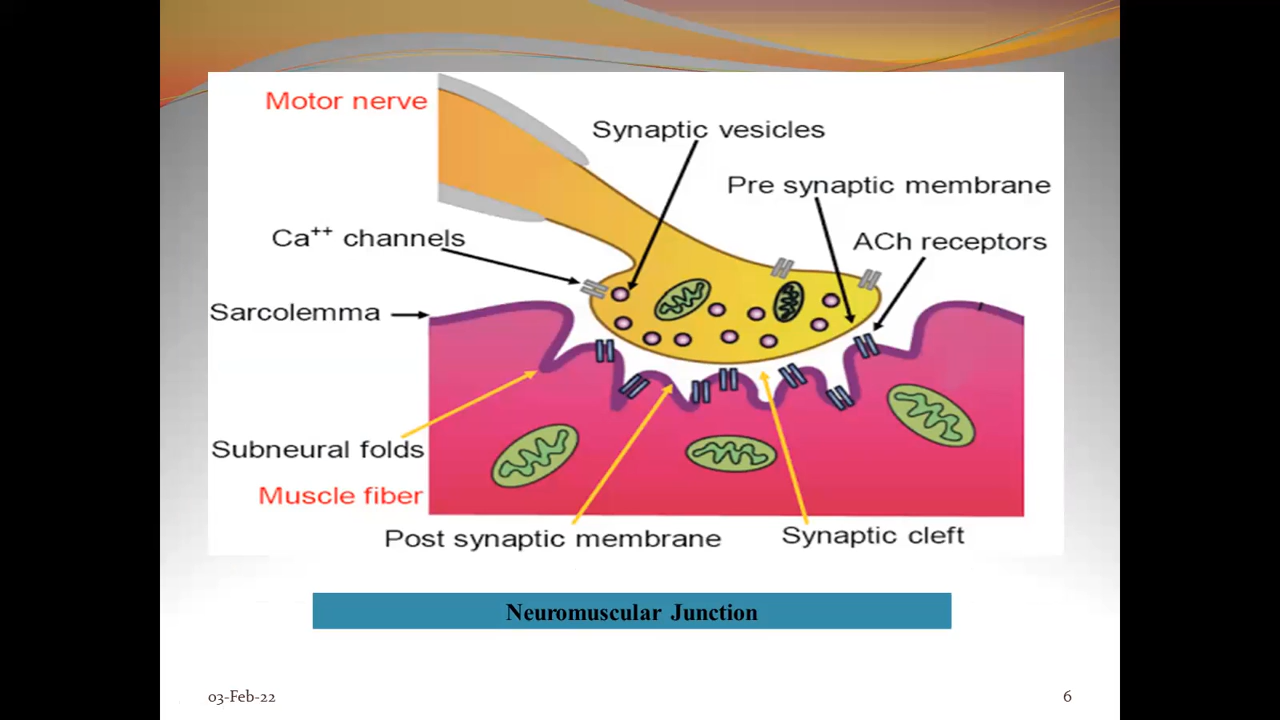 Motor nerve
Synaptic vesicles
Pre synaptic membrane
Ca++ channels
ACh receptors
Sarcolemma
Subneural folds
Muscle fiber
Post synaptic membrane
Synaptic cleft
Neuromuscular Junction
03-Feb-22
6